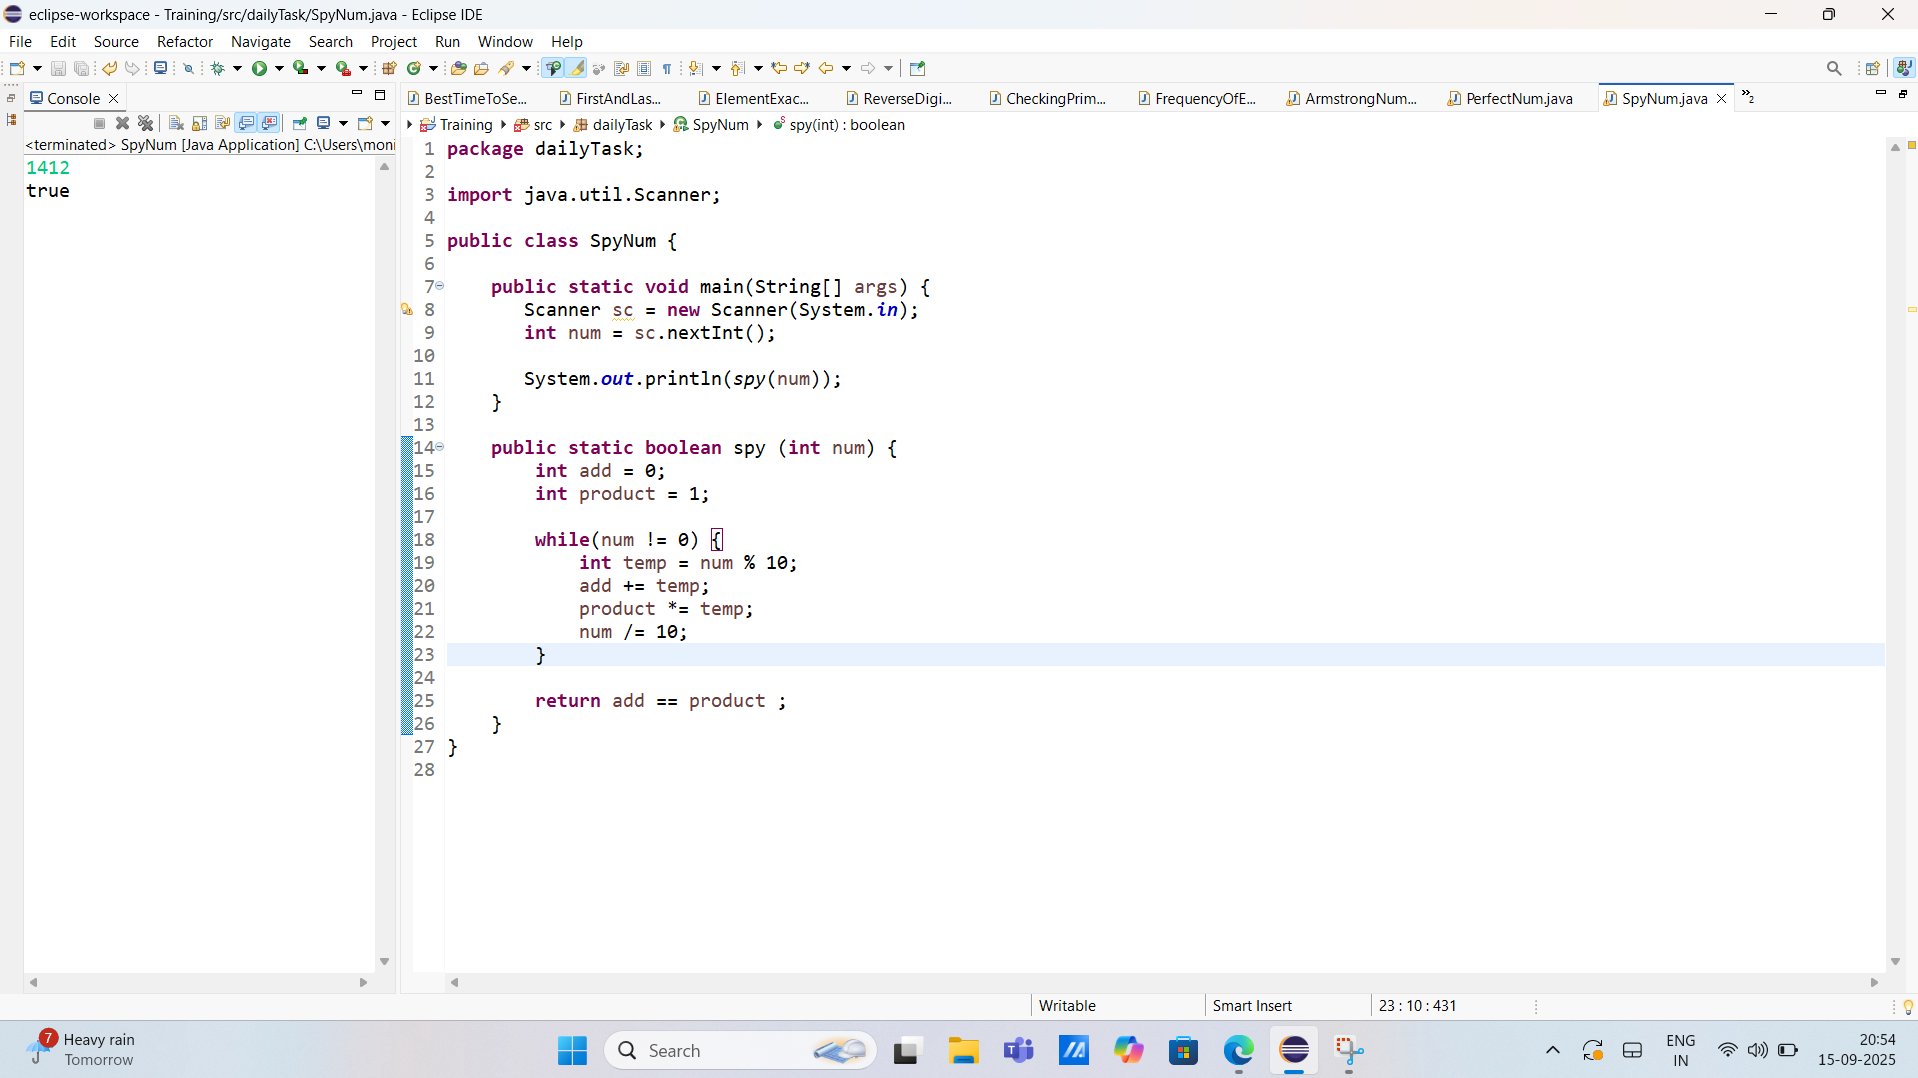 eclipse-workspace - Training/src/dailyTask/SpyNum.java - Eclipse IDE
File Edit Source Refactor Navigate Search Project Run Window Help
Console
BestTimeToSe... FirstAndLas... ElementExac... ReverseDigi... CheckingPrim... FrequencyOfE... ArmstrongNum... PerfectNum.java SpyNum.java »2
Training src dailyTask SpyNum spy(int) : boolean
<terminated> SpyNum [Java Application] C:\Users\moni
1412
true
1 package dailyTask;
2
3 import java.util.Scanner;
4
5 public class SpyNum {
6
7 public static void main(String[] args) {
8 Scanner sc = new Scanner(System.in);
9 int num = sc.nextInt();
10
11 System.out.println(spy(num));
12 }
13
14 public static boolean spy (int num) {
15 int add = 0;
16 int product = 1;
17
18 while(num != 0) {
19 int temp = num % 10;
20 add += temp;
21 product *= temp;
22 num /= 10;
23 }
24
25 return add == product ;
26 }
27 }
28
Writable Smart Insert 23 : 10 : 431
7 Heavy rain
Tomorrow
Search
ENG
IN
20:54
15-09-2025